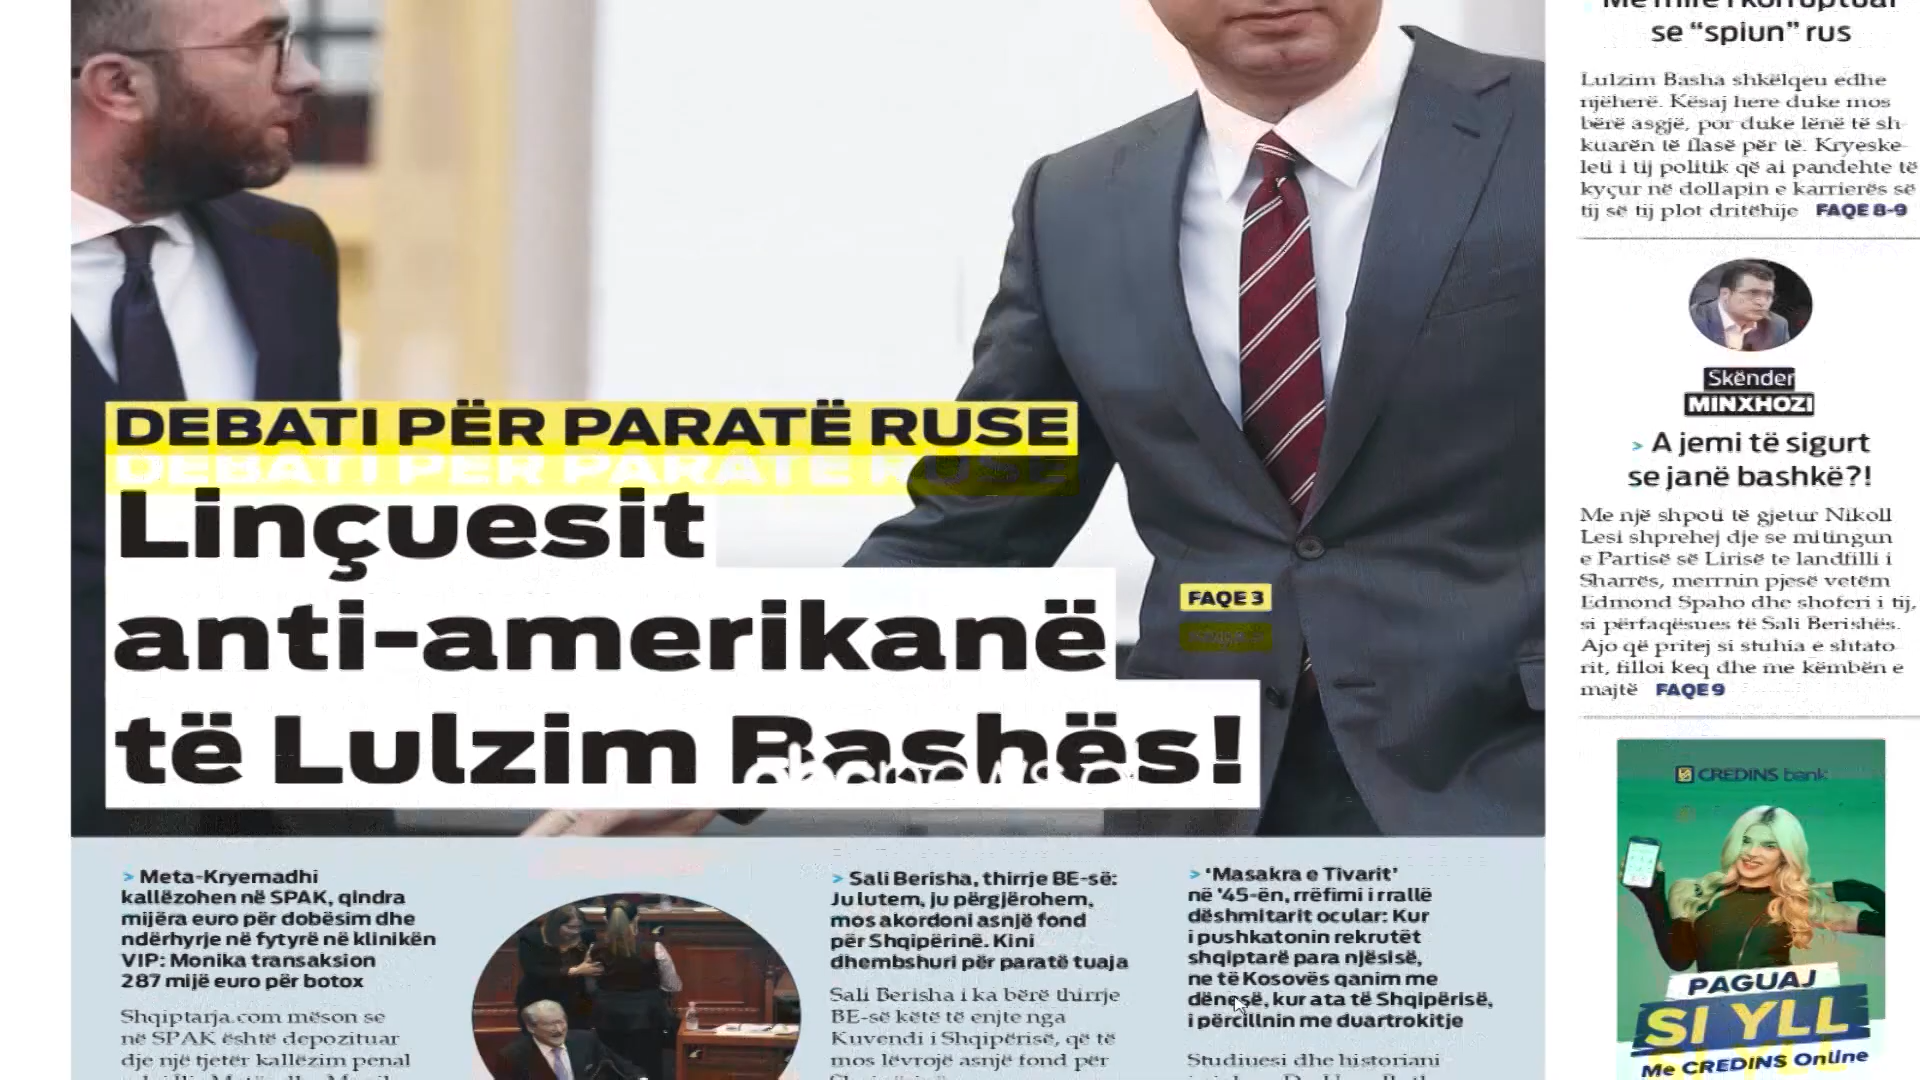 se “spiun” rus
Lulzim Basha shkëlqeu edhe
njëherë. Kësaj here duke mos
bërë asgjë, por duke lënë të sh-
kuarën të flasë për të. Kryeske-
leti i tij politik që ai pandehte të
kyçur në dollapin e karrierës së
tij së tij plot dritëhije FAQE 8-9
Skënder
MINXHOZI
> A jemi të sigurt
se janë bashkë?!
Me një shpoti të gjetur Nikoll
Lesi shprehej dje se mitingun
e Partisë së Lirisë te landfilli i
Sharrës, merrnin pjesë vetëm
Edmond Spaho dhe shoferi i tij,
si përfaqësues të Sali Berishës.
Ajo që pritej si stuhia e shtato
rit, filloi keq dhe me këmbën e
majtë FAQE 9
DEBATI PËR PARATË RUSE
Linçuesit
anti-amerikanë
të Lulzim Bashës!
FAQE 3
> Meta-Kryemadhi
kallëzohen në SPAK, qindra
mijëra euro për dobësim dhe
ndërhyrje në fytyrë në klinikën
VIP: Monika transaksion
287 mijë euro për botox
Shqiptarja.com mëson se
në SPAK është depozituar
dje një tjetër kallëzim penal
> Sali Berisha, thirrje BE-së:
Ju lutem, ju përgjërohem,
mos akordoni asnjë fond
për Shqipërinë. Kini
dhembshuri për paratë tuaja
Sali Berisha i ka bërë thirrje
BE-së këtë të enjte nga
Kuvendi i Shqipërisë, që të
mos lëvrojë asnjë fond për
> ‘Masakra e Tivarit’
në ’45-ën, rrëfimi i rrallë
dëshmitarit ocular: Kur
i pushkatonin rekrutët
shqiptarë para njësisë,
ne të Kosovës qanim me
dënesë, kur ata të Shqipërisë,
i përcillnin me duartrokitje
Studiuesi dhe historiani
CREDINS bank
PAGUAJ
SI YLL
Me CREDINS Online